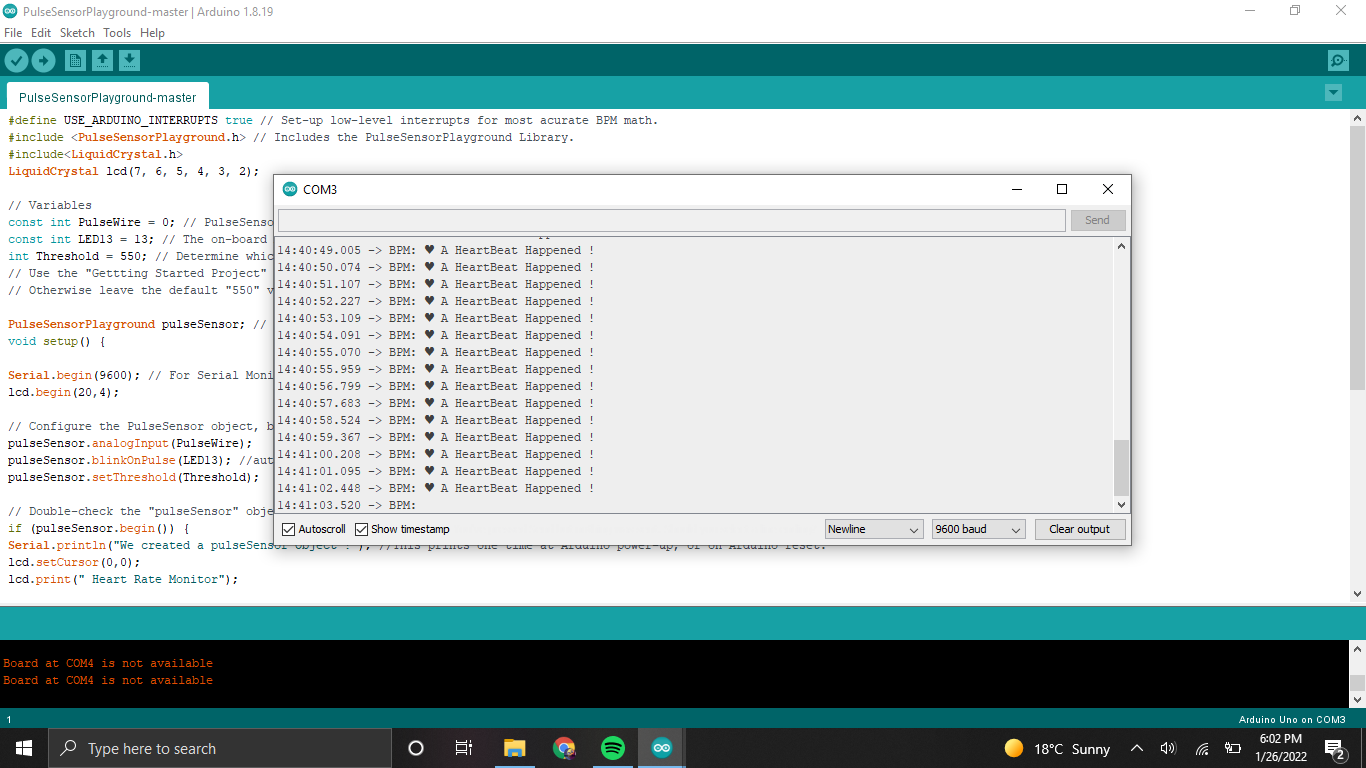 PulseSensorPlayground-master | Arduino 1.8.19
File Edit Sketch Tools Help
PulseSensorPlayground-master
#define USE_ARDUINO_INTERRUPTS true // Set-up low-level interrupts for most acurate BPM math.
#include <PulseSensorPlayground.h> // Includes the PulseSensorPlayground Library.
#include<LiquidCrystal.h>
LiquidCrystal lcd(7, 6, 5, 4, 3, 2);
// Variables
const int PulseWire = 0; // PulseSenso
const int LED13 = 13; // The on-board
int Threshold = 550; // Determine whic
// Use the "Gettting Started Project"
// Otherwise leave the default "550" v
PulseSensorPlayground pulseSensor; //
void setup() {
Serial.begin(9600); // For Serial Moni
lcd.begin(20,4);
// Configure the PulseSensor object, b
pulseSensor.analogInput(PulseWire);
pulseSensor.blinkOnPulse(LED13); //aut
pulseSensor.setThreshold(Threshold);
// Double-check the "pulseSensor" obje
if (pulseSensor.begin()) {
Serial.println("We created a pulseSensor object !"); //This prints one time at Arduino power-up, or on Arduino reset.
lcd.setCursor(0,0);
lcd.print(" Heart Rate Monitor");
COM3
Send
14:40:49.005 -> BPM: ♥ A HeartBeat Happened !
14:40:50.074 -> BPM: ♥ A HeartBeat Happened !
14:40:51.107 -> BPM: ♥ A HeartBeat Happened !
14:40:52.227 -> BPM: ♥ A HeartBeat Happened !
14:40:53.109 -> BPM: ♥ A HeartBeat Happened !
14:40:54.091 -> BPM: ♥ A HeartBeat Happened !
14:40:55.070 -> BPM: ♥ A HeartBeat Happened !
14:40:55.959 -> BPM: ♥ A HeartBeat Happened !
14:40:56.799 -> BPM: ♥ A HeartBeat Happened !
14:40:57.683 -> BPM: ♥ A HeartBeat Happened !
14:40:58.524 -> BPM: ♥ A HeartBeat Happened !
14:40:59.367 -> BPM: ♥ A HeartBeat Happened !
14:41:00.208 -> BPM: ♥ A HeartBeat Happened !
14:41:01.095 -> BPM: ♥ A HeartBeat Happened !
14:41:02.448 -> BPM: ♥ A HeartBeat Happened !
14:41:03.520 -> BPM:
Autoscroll Show timestamp Newline 9600 baud Clear output
Board at COM4 is not available
Board at COM4 is not available
1 Arduino Uno on COM3
Type here to search
18°C Sunny
6:02 PM
1/26/2022
2